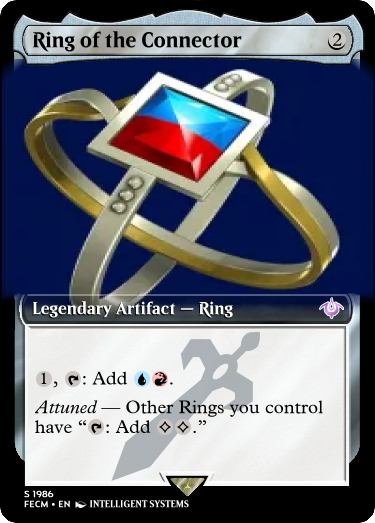 Ring of the Connector 2
Legendary Artifact — Ring
1, : Add .
Attuned — Other Rings you control
have “: Add .”
S 1986
FECM • EN INTELLIGENT SYSTEMS